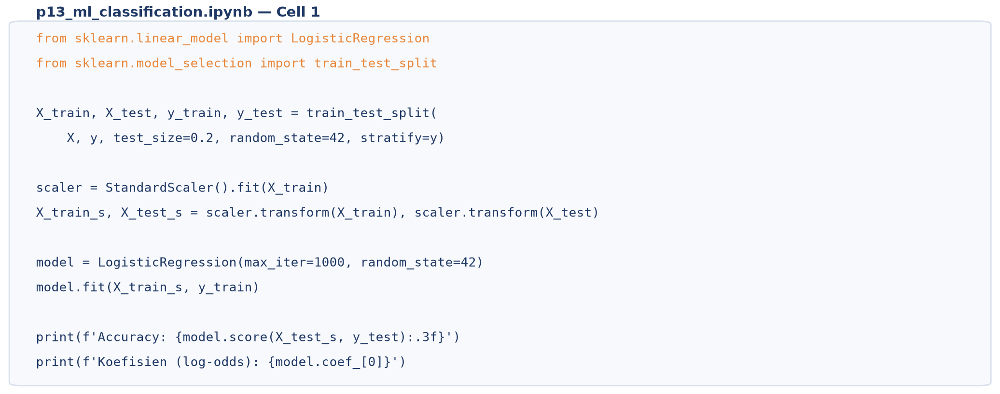 p13_ml_classification.ipynb — Cell 1
from sklearn.linear_model import LogisticRegression
from sklearn.model_selection import train_test_split
X_train, X_test, y_train, y_test = train_test_split(
    X, y, test_size=0.2, random_state=42, stratify=y)
scaler = StandardScaler().fit(X_train)
X_train_s, X_test_s = scaler.transform(X_train), scaler.transform(X_test)
model = LogisticRegression(max_iter=1000, random_state=42)
model.fit(X_train_s, y_train)
print(f'Accuracy: {model.score(X_test_s, y_test):.3f}')
print(f'Koefisien (log-odds): {model.coef_[0]}')